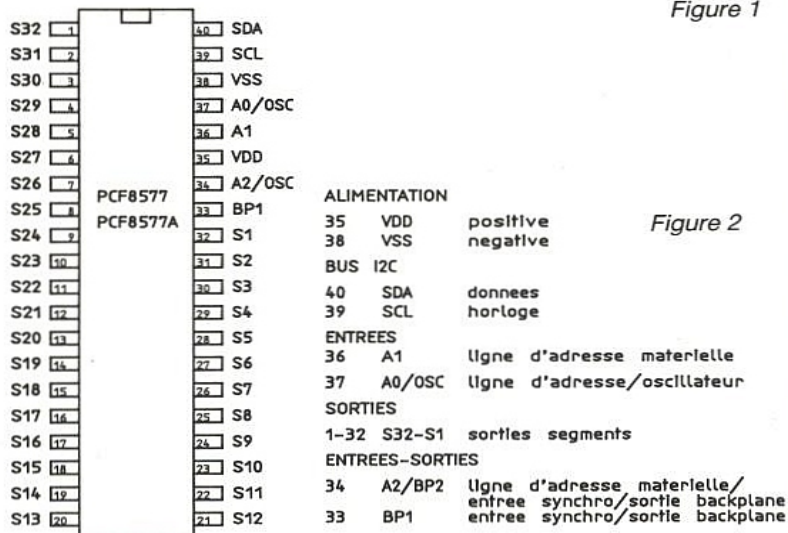 Figure 1
S32 1 40 SDA
S31 2 39 SCL
S30 3 38 VSS
S29 4 37 A0/OSC
S28 5 36 A1
S27 6 35 VDD
S26 7 34 A2/OSC
S25 8 33 BP1
S24 9 32 S1
S23 10 31 S2
S22 11 30 S3
S21 12 29 S4
S20 13 28 S5
S19 14 27 S6
S18 15 26 S7
S17 16 25 S8
S16 17 24 S9
S15 18 23 S10
S14 19 22 S11
S13 20 21 S12
PCF8577
PCF8577A
Figure 2
ALIMENTATION
35 VDD positive
38 VSS negative
BUS I2C
40 SDA donnees
39 SCL horloge
ENTREES
36 A1 ligne d'adresse materielle
37 A0/OSC ligne d'adresse/oscillateur
SORTIES
1-32 S32-S1 sorties segments
ENTREES-SORTIES
34 A2/BP2 ligne d'adresse materielle/
entree synchro/sortie backplane
33 BP1 entree synchro/sortie backplane